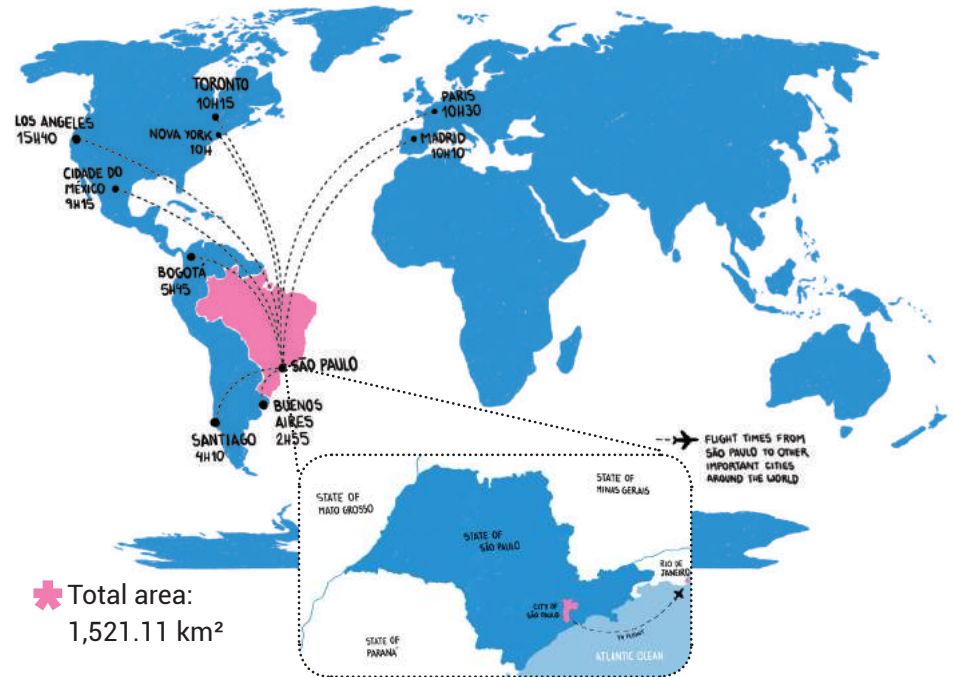 TORONTO
10H15
LOS ANGELES
15H40
NOVA YORK
10H
CIDADE DO
MÉXICO
9H15
PARIS
10H30
MADRID
10H10
BOGOTÁ
5H45
SÃO PAULO
BUENOS
AIRES
2H55
SANTIAGO
4H10
FLIGHT TIMES FROM
SÃO PAULO TO OTHER
IMPORTANT CITIES
AROUND THE WORLD
STATE OF
MATO GROSSO
STATE OF
MINAS GERAIS
STATE OF
SÃO PAULO
RIO DE
JANEIRO
CITY OF
SÃO PAULO
STATE OF
PARANÁ
ATLANTIC OCEAN
Total area:
1,521.11 km²